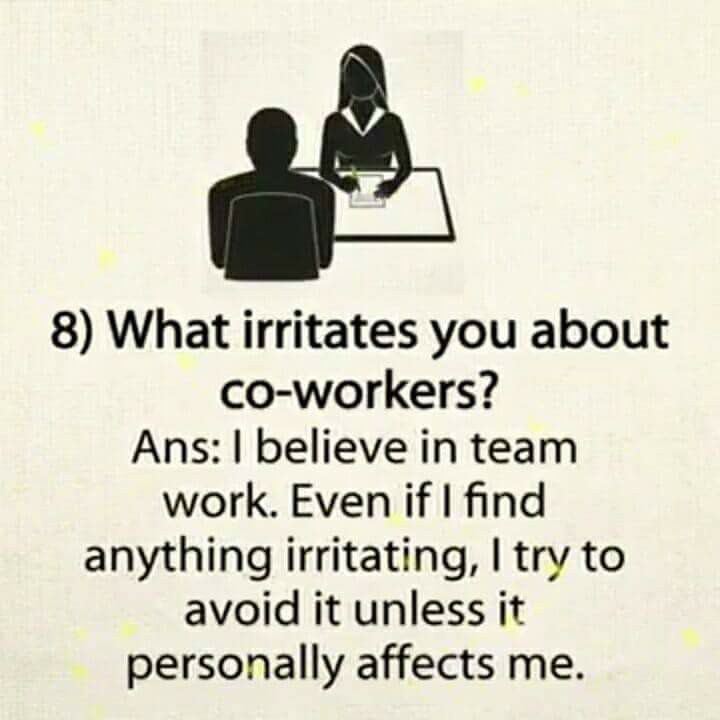 8) What irritates you about
co-workers?
Ans: I believe in team
work. Even if I find
anything irritating, I try to
avoid it unless it
personally affects me.